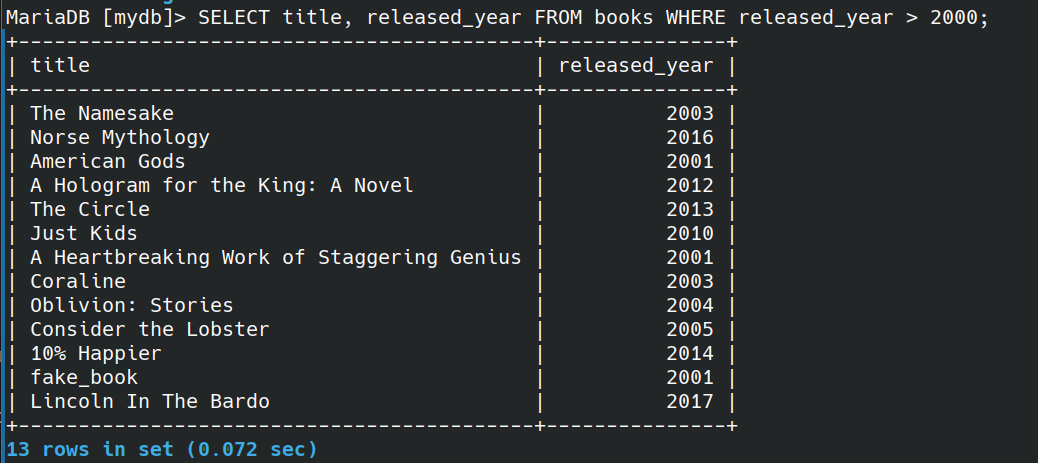 MariaDB [mydb]> SELECT title, released_year FROM books WHERE released_year > 2000;
+-------------------------------------------+---------------+
| title                                     | released_year |
+-------------------------------------------+---------------+
| The Namesake                              |          2003 |
| Norse Mythology                           |          2016 |
| American Gods                             |          2001 |
| A Hologram for the King: A Novel          |          2012 |
| The Circle                                |          2013 |
| Just Kids                                 |          2010 |
| A Heartbreaking Work of Staggering Genius |          2001 |
| Coraline                                  |          2003 |
| Oblivion: Stories                         |          2004 |
| Consider the Lobster                      |          2005 |
| 10% Happier                               |          2014 |
| fake_book                                 |          2001 |
| Lincoln In The Bardo                      |          2017 |
+-------------------------------------------+---------------+
13 rows in set (0.072 sec)